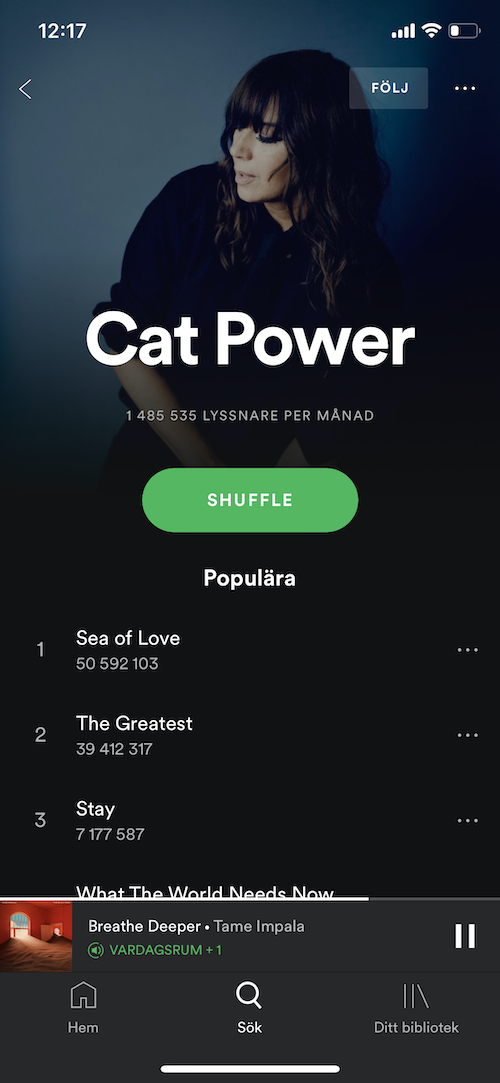 12:17
FÖLJ
Cat Power
1 485 535 LYSSNARE PER MÅNAD
SHUFFLE
Populära
1 Sea of Love
50 592 103
2 The Greatest
39 412 317
3 Stay
7 177 587
What The World Needs Now
Breathe Deeper • Tame Impala
VARDAGSRUM + 1
Hem Sök Ditt bibliotek